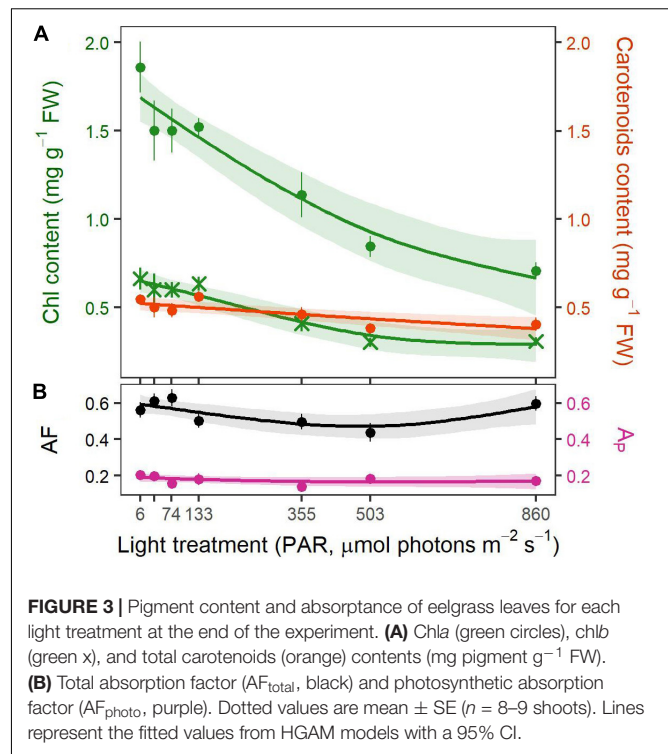 A
2.0
1.5
1.0
0.5
Chl content (mg g−1 FW)
2.0
1.5
1.0
0.5
Carotenoids content (mg g−1 FW)
B
0.6
0.4
0.2
AF
0.6
0.4
0.2
AP
6 74 133 355 503 860
Light treatment (PAR, μmol photons m−2 s−1)
FIGURE 3 | Pigment content and absorptance of eelgrass leaves for each
light treatment at the end of the experiment. (A) Chla (green circles), chlb
(green x), and total carotenoids (orange) contents (mg pigment g−1 FW).
(B) Total absorption factor (AFtotal, black) and photosynthetic absorption
factor (AFphoto, purple). Dotted values are mean ± SE (n = 8–9 shoots). Lines
represent the fitted values from HGAM models with a 95% CI.